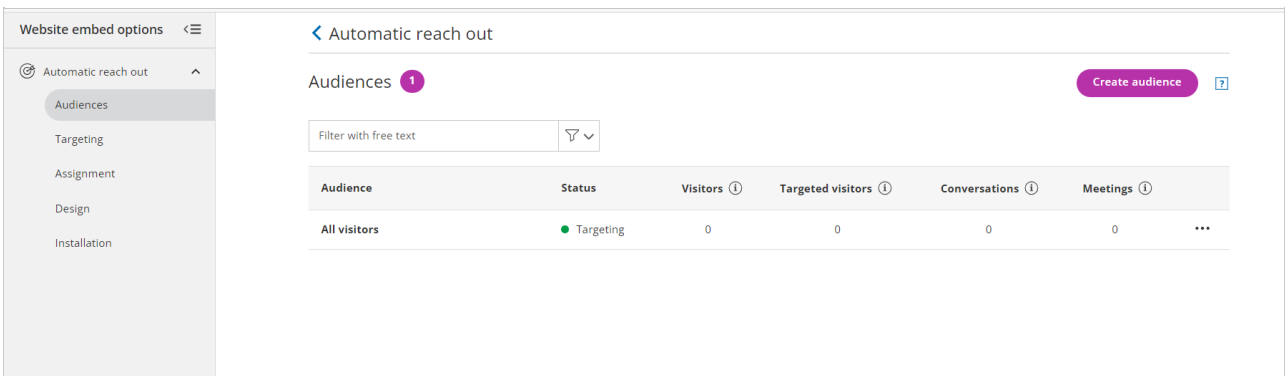 Website embed options
Automatic reach out
Audiences
Targeting
Assignment
Design
Installation
Automatic reach out
Audiences 1
Create audience ?
Filter with free text
Audience Status Visitors i Targeted visitors i Conversations i Meetings i
All visitors Targeting 0 0 0 0